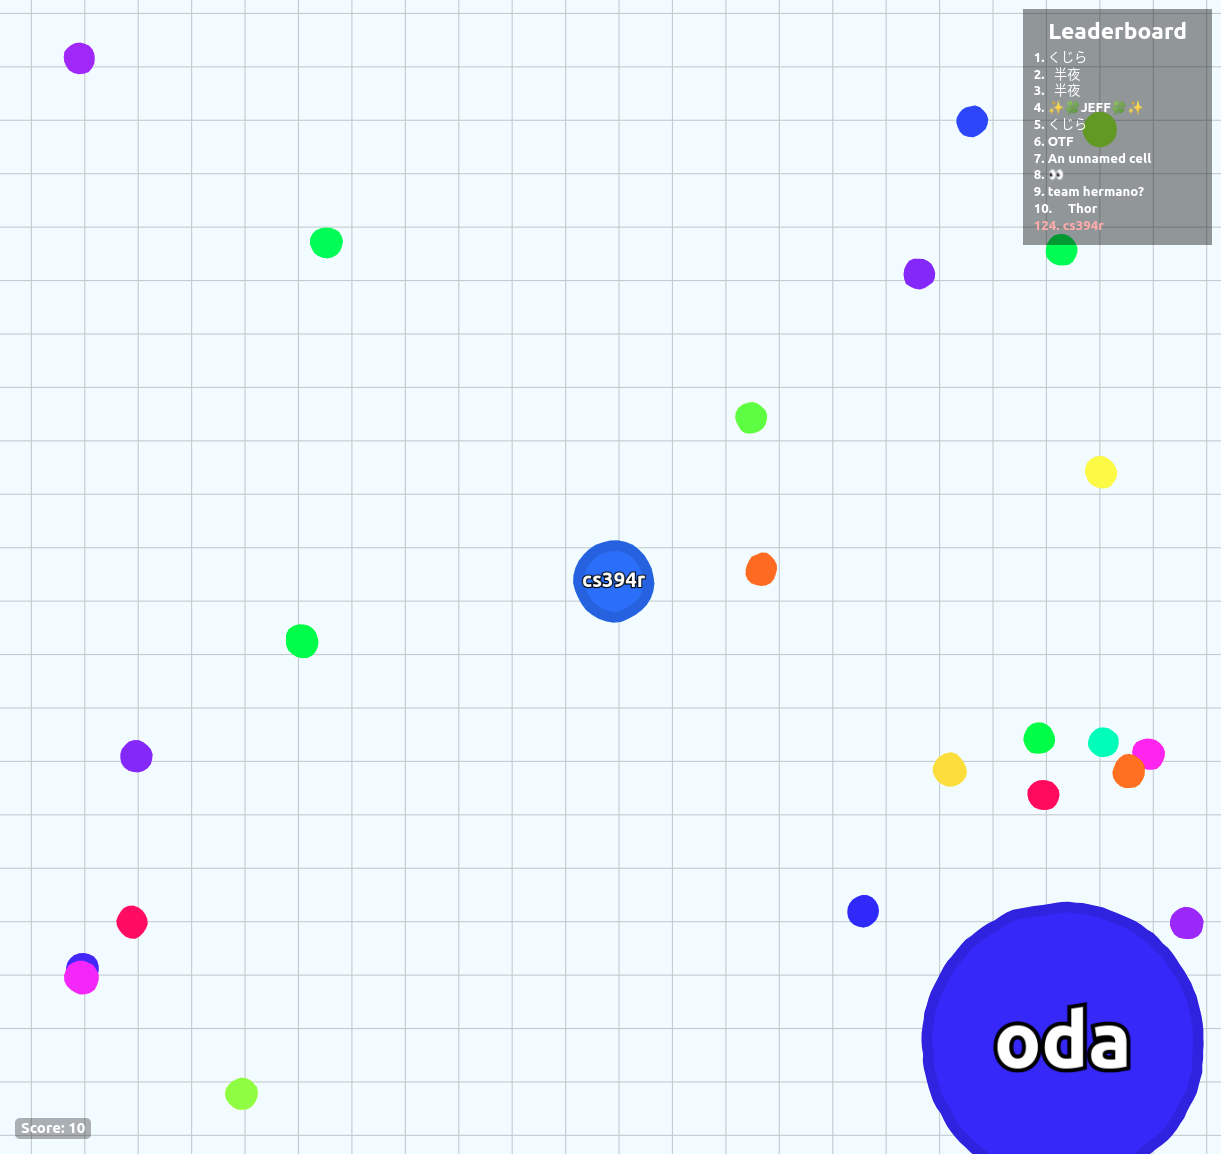 Leaderboard
1. くじら
2. 半夜
3. 半夜
4. ✨🍀JEFF🍀✨
5. くじら
6. OTF
7. An unnamed cell
8. 👀
9. team hermano?
10. Thor
124. cs394r
cs394r
oda
Score: 10